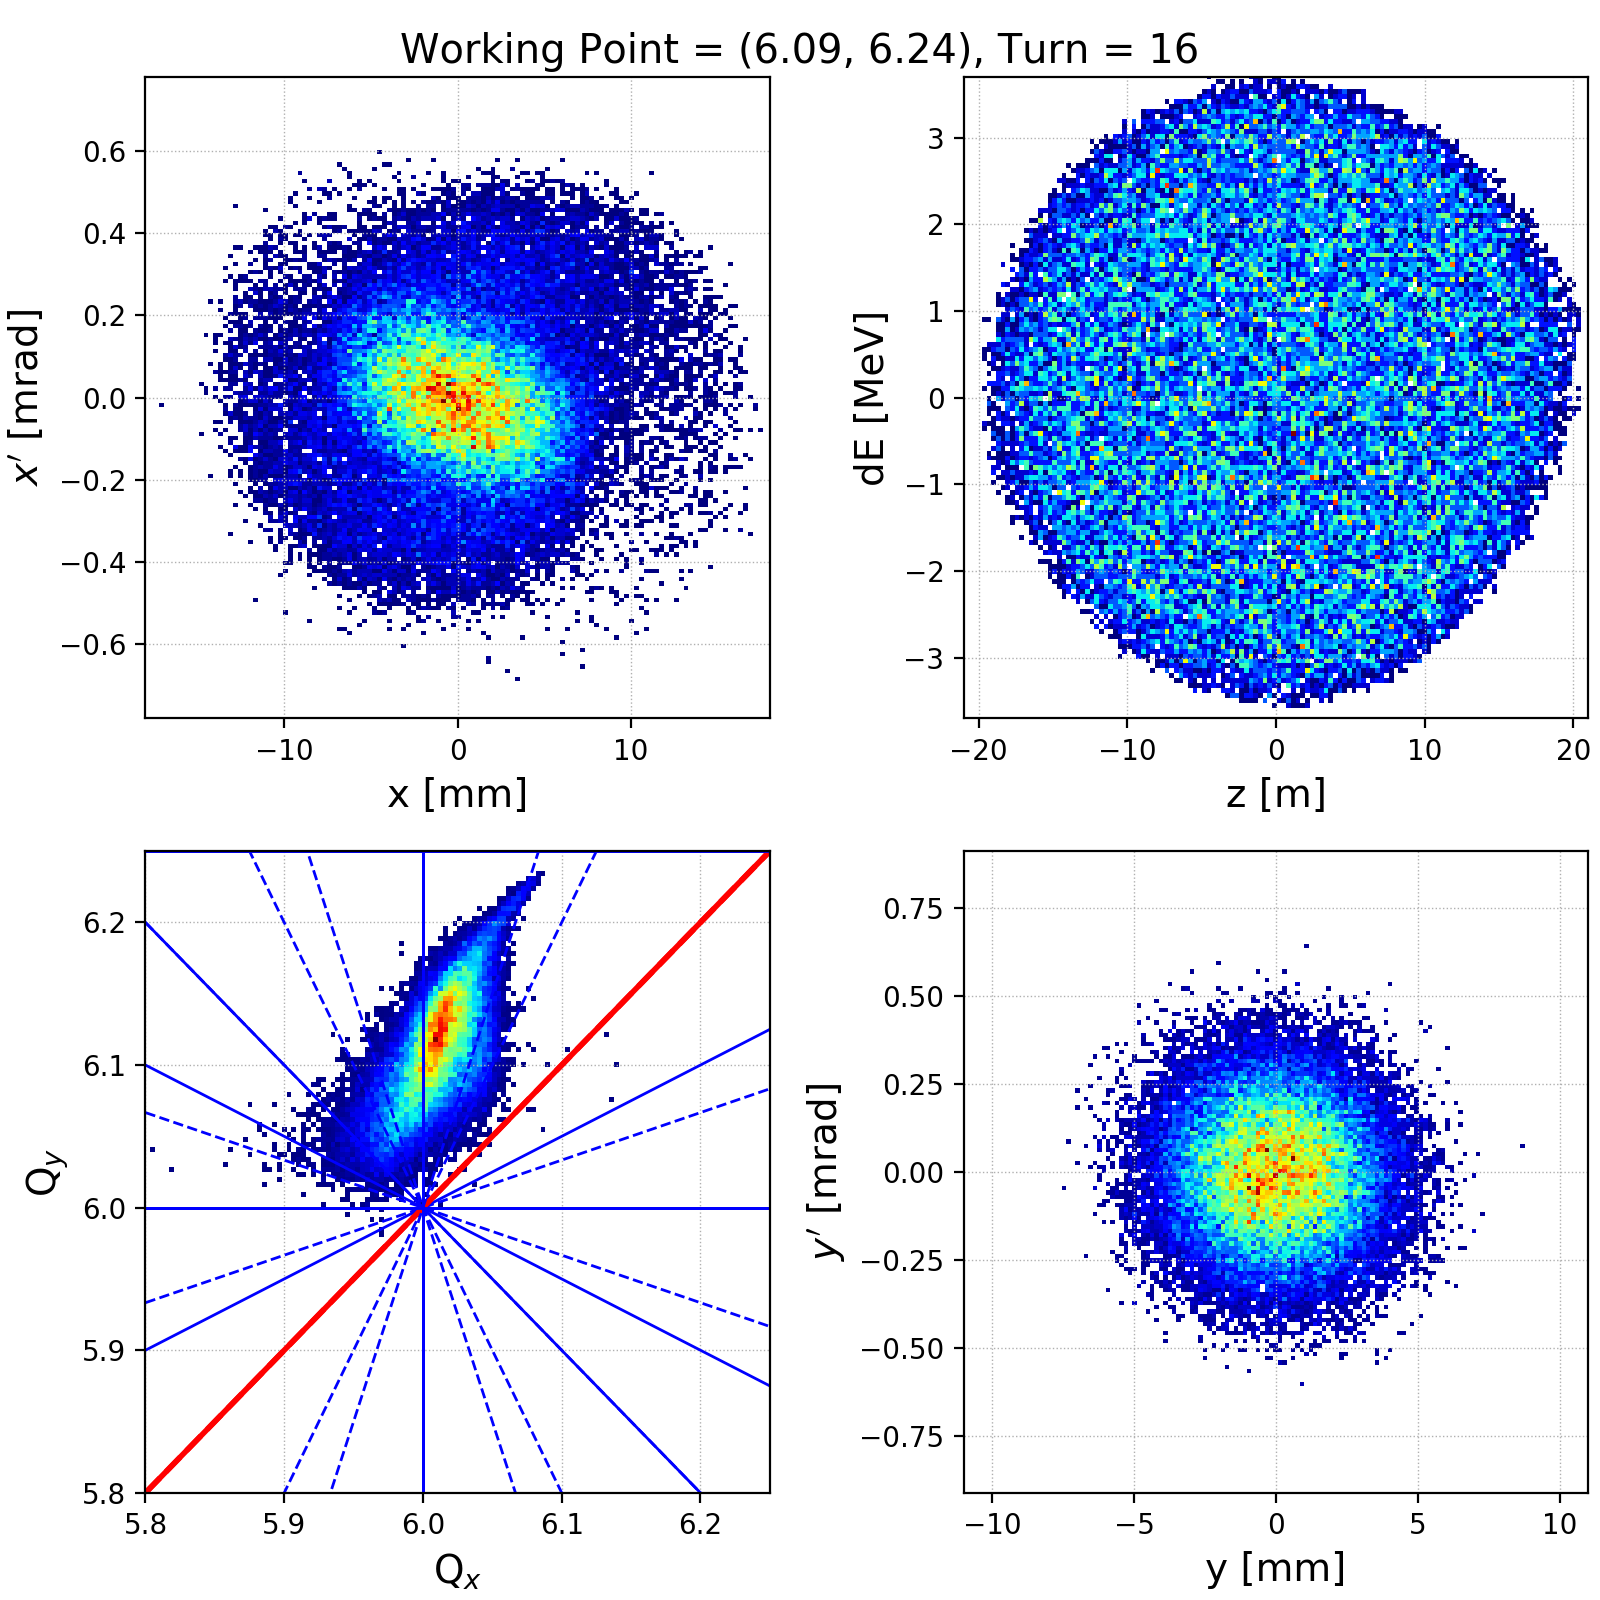 Working Point = (6.09, 6.24), Turn = 16
0.6
0.4
0.2
0.0
−0.2
−0.4
−0.6
x′ [mrad]
−10 0 10
x [mm]
3
2
1
0
−1
−2
−3
dE [MeV]
−20 −10 0 10 20
z [m]
6.2
6.1
6.0
5.9
5.8
Qy
5.8 5.9 6.0 6.1 6.2
Qx
0.75
0.50
0.25
0.00
−0.25
−0.50
−0.75
y′ [mrad]
−10 −5 0 5 10
y [mm]